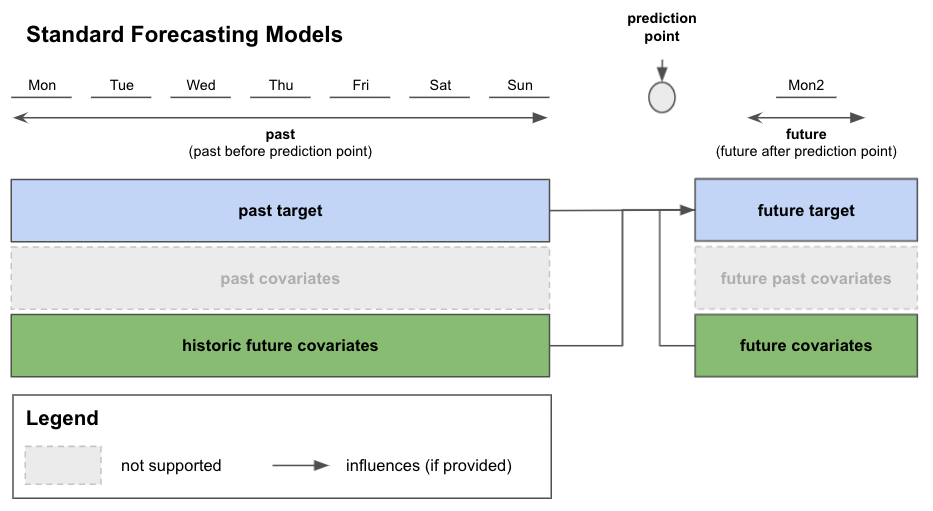 Standard Forecasting Models
prediction
point
Mon Tue Wed Thu Fri Sat Sun Mon2
past
(past before prediction point)
future
(future after prediction point)
past target
future target
past covariates
future past covariates
historic future covariates
future covariates
Legend
not supported
influences (if provided)